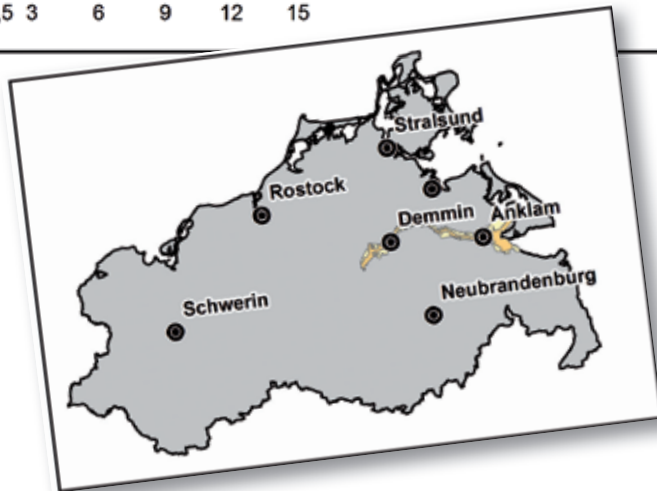 ,5 3 6 9 12 15
Stralsund
Rostock
Demmin
Anklam
Neubrandenburg
Schwerin